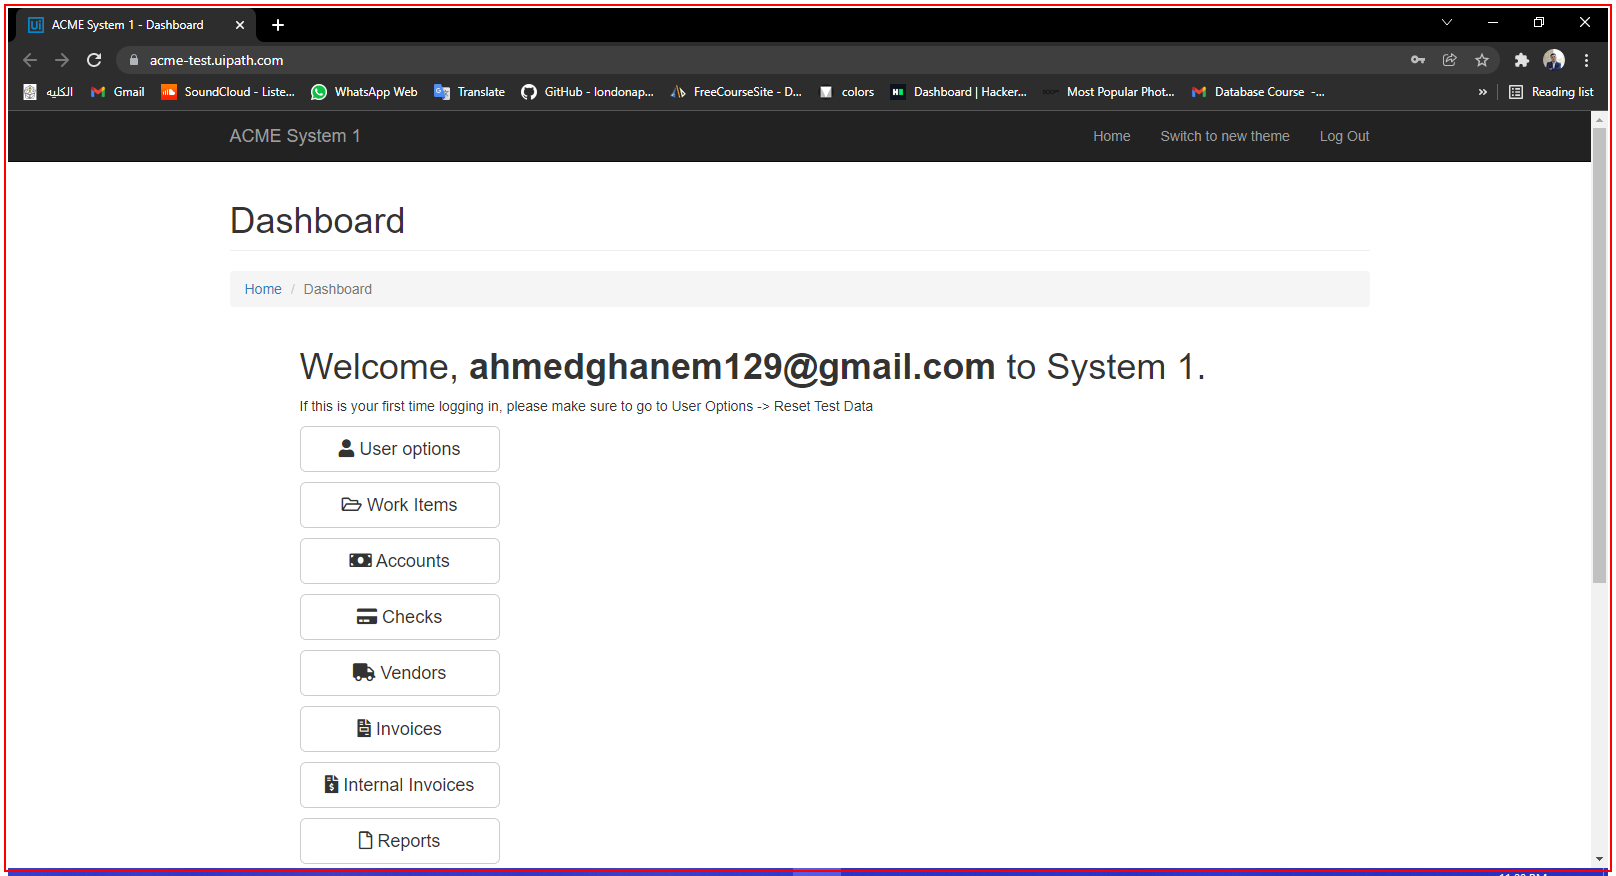 Ui ACME System 1 - Dashboard
acme-test.uipath.com
الكليه Gmail SoundCloud - Liste... WhatsApp Web Translate GitHub - londonap... FreeCourseSite - D... colors Dashboard | Hacker... Most Popular Phot... Database Course -... » Reading list
ACME System 1 Home Switch to new theme Log Out
Dashboard
Home / Dashboard
Welcome, ahmedghanem129@gmail.com to System 1.
If this is your first time logging in, please make sure to go to User Options -> Reset Test Data
User options
Work Items
Accounts
Checks
Vendors
Invoices
Internal Invoices
Reports